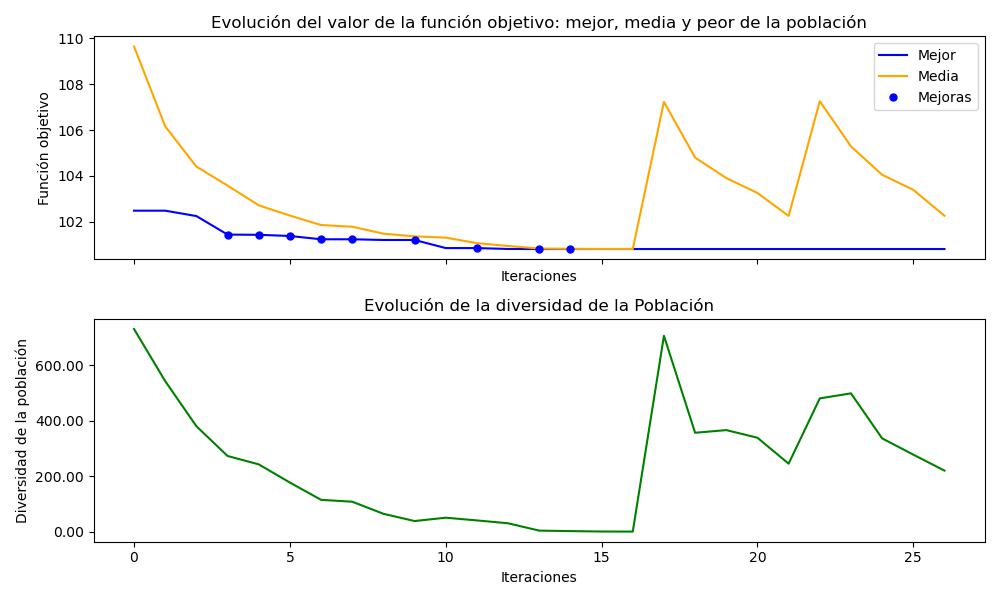 Evolución del valor de la función objetivo: mejor, media y peor de la población
110
108
106
104
102
Función objetivo
Mejor
Media
Mejoras
Iteraciones
Evolución de la diversidad de la Población
600.00
400.00
200.00
0.00
Diversidad de la población
0 5 10 15 20 25
Iteraciones